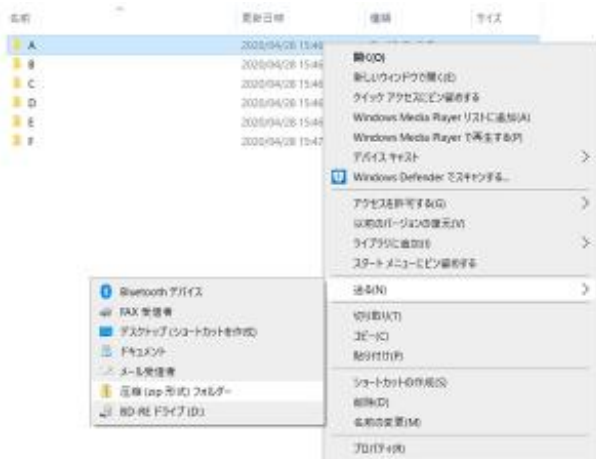 名前 更新日時 種類 サイズ
A 2020/04/28 15:46
B 2020/04/28 15:46
C 2020/04/28 15:46
D 2020/04/28 15:46
E 2020/04/28 15:46
F 2020/04/28 15:47
開く(O)
新しいウィンドウで開く(E)
クイック アクセスにピン留めする
Windows Media Player リストに追加(A)
Windows Media Player で再生する(P)
デバイス キャスト
Windows Defender でスキャンする...
アクセスを許可する(G)
以前のバージョンの復元(V)
ライブラリに追加(I)
スタート メニューにピン留めする
送る(N)
切り取り(T)
コピー(C)
貼り付け(P)
ショートカットの作成(S)
削除(D)
名前の変更(M)
プロパティ(R)
Bluetooth デバイス
FAX 受信者
デスクトップ (ショートカットを作成)
ドキュメント
メール受信者
圧縮 (zip 形式) フォルダー
BD-RE ドライブ (D:)